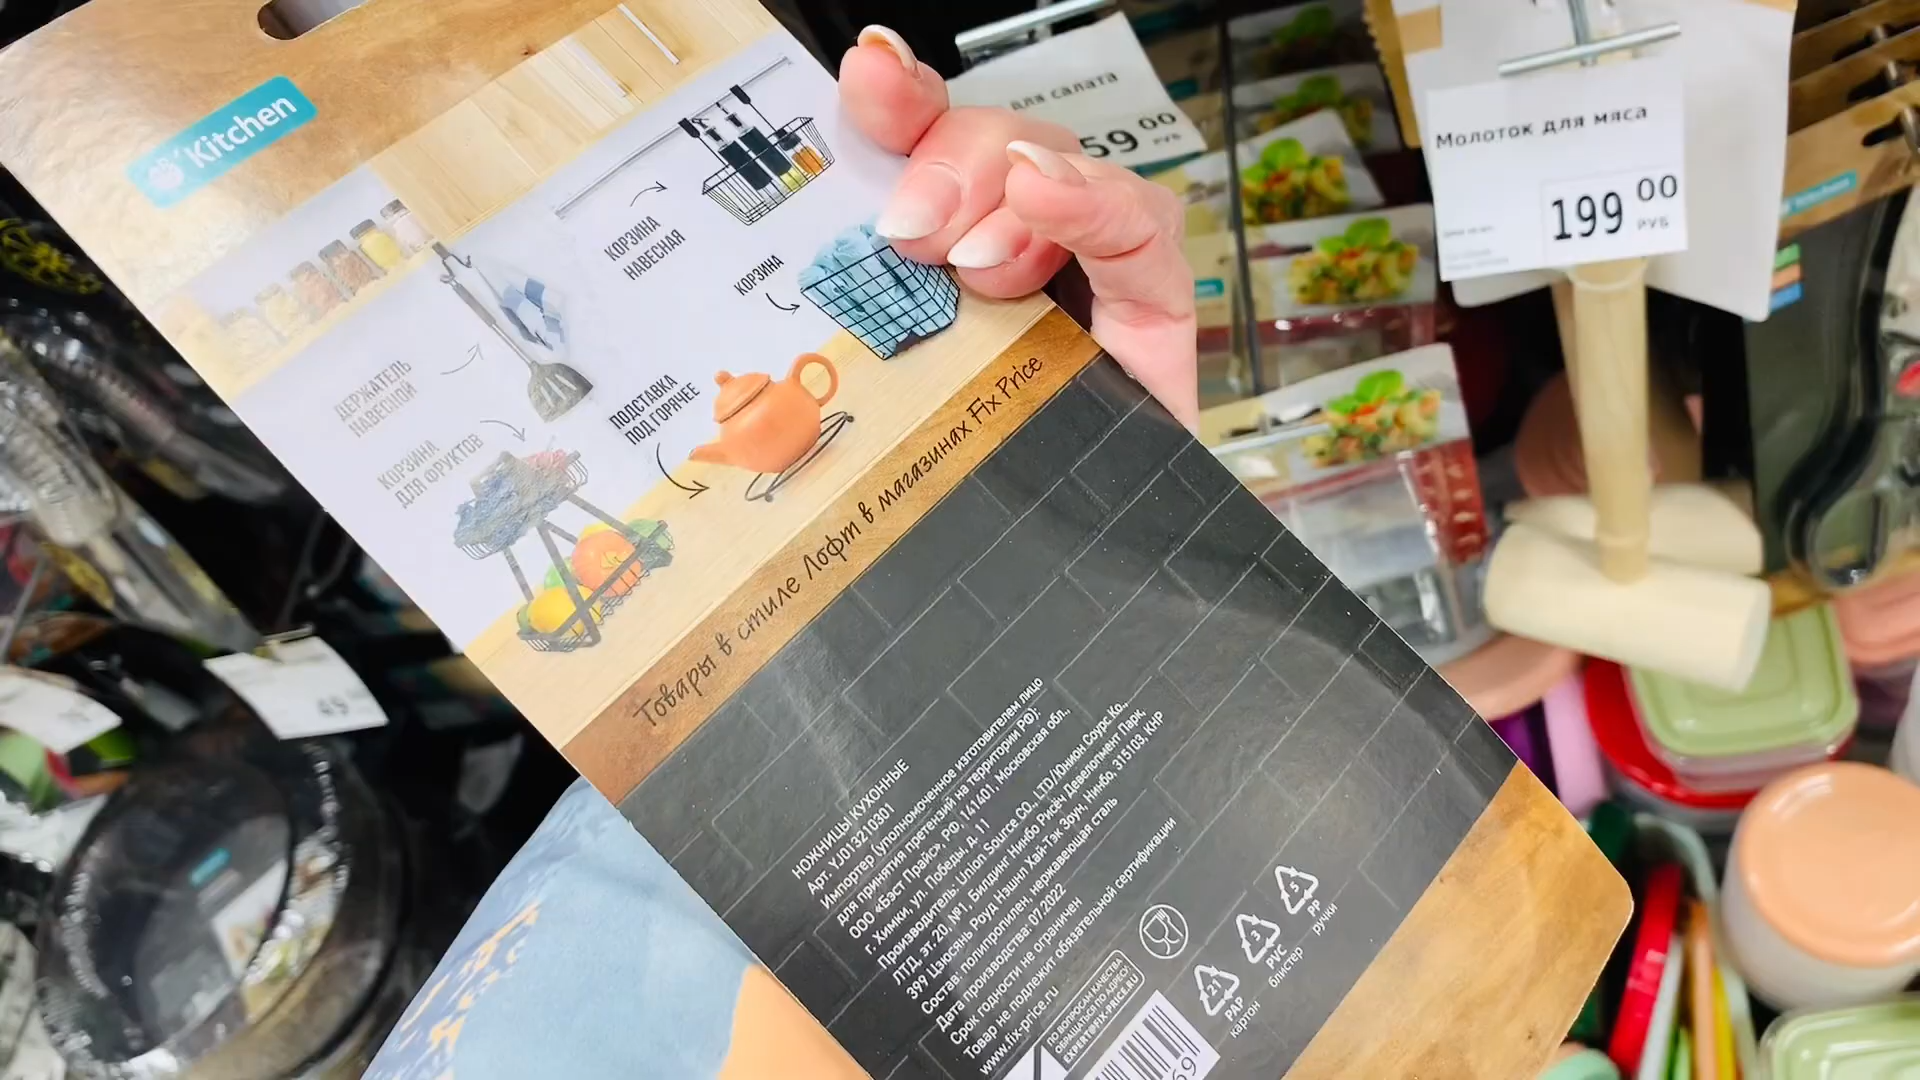 Kitchen
КОРЗИНА
НАВЕСНАЯ
КОРЗИНА
ДЕРЖАТЕЛЬ
НАВЕСНОЙ
ПОДСТАВКА
ПОД ГОРЯЧЕЕ
КОРЗИНА
ДЛЯ ФРУКТОВ
Товары в стиле Лофт в магазинах Fix Price
НОЖНИЦЫ КУХОННЫЕ
Арт. YJ013210301
Импортер (уполномоченное изготовителем лицо
для принятия претензий на территории РФ):
ООО «Бэст Прайс», РФ, 141401, Московская обл.,
г. Химки, ул. Победы, д. 11
Производитель: Union Source CO., LTD/Юнион Соурс Ко.,
ЛТД, эт.20, №1, Билдинг Нинбо Рисёч Девелопмент Парк,
399 Цзюсянь Роуд Нэшнл Хай-Тэк Зоун, Нинбо, 315103, КНР
Состав: полипропилен, нержавеющая сталь
Дата производства: 07.2022
Срок годности не ограничен
Товар не подлежит обязательной сертификации
www.fix-price.ru
ПО ВОПРОСАМ КАЧЕСТВА
ОБРАЩАТЬСЯ ПО АДРЕСУ:
EXPERT@FIX-PRICE.RU
21
PAP
картон
3
PVC
блистер
5
PP
ручки
69
для салата
59 00
РУБ
Молоток для мяса
199 00
РУБ
49